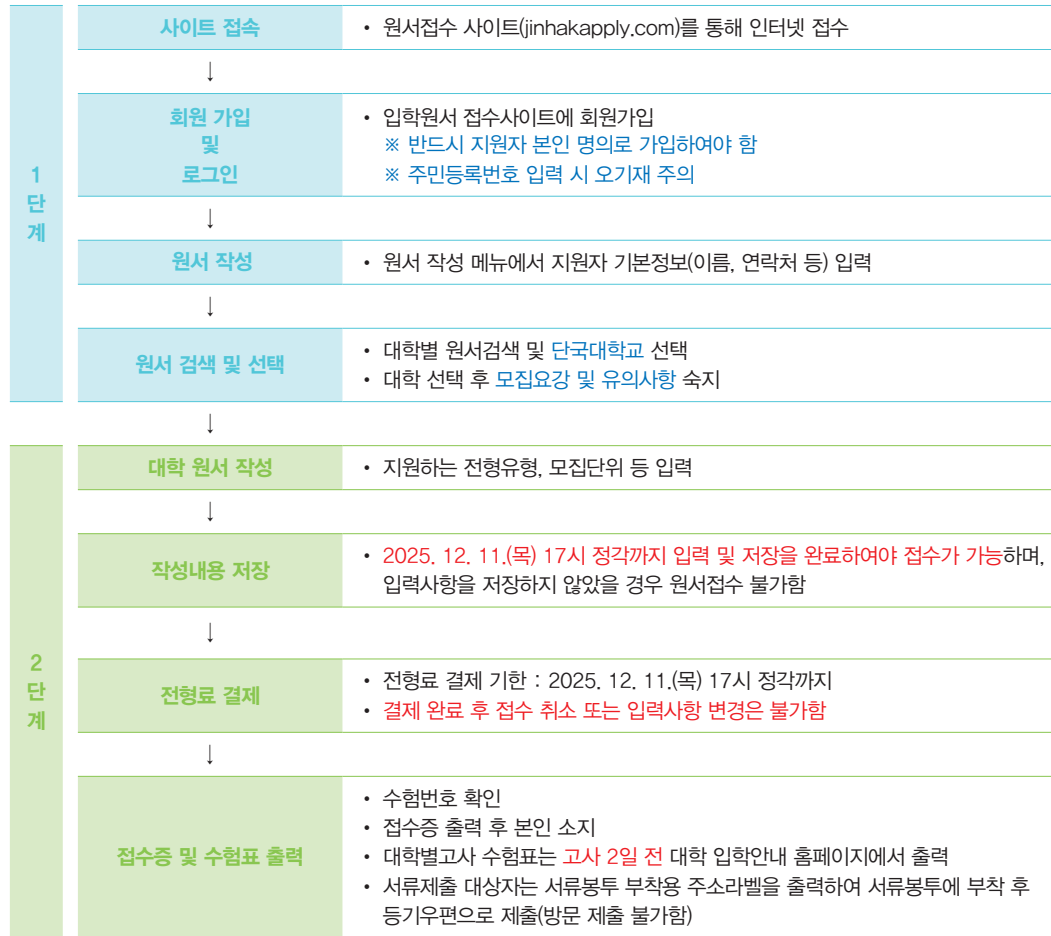 1
단
계
사이트 접속
• 원서접수 사이트(jinhakapply.com)를 통해 인터넷 접수
↓
회원 가입
및
로그인
• 입학원서 접수사이트에 회원가입
※ 반드시 지원자 본인 명의로 가입하여야 함
※ 주민등록번호 입력 시 오기재 주의
↓
원서 작성
• 원서 작성 메뉴에서 지원자 기본정보(이름, 연락처 등) 입력
↓
원서 검색 및 선택
• 대학별 원서검색 및 단국대학교 선택
• 대학 선택 후 모집요강 및 유의사항 숙지
↓
2
단
계
대학 원서 작성
• 지원하는 전형유형, 모집단위 등 입력
↓
작성내용 저장
• 2025. 12. 11.(목) 17시 정각까지 입력 및 저장을 완료하여야 접수가 가능하며,
입력사항을 저장하지 않았을 경우 원서접수 불가함
↓
전형료 결제
• 전형료 결제 기한 : 2025. 12. 11.(목) 17시 정각까지
• 결제 완료 후 접수 취소 또는 입력사항 변경은 불가함
↓
접수증 및 수험표 출력
• 수험번호 확인
• 접수증 출력 후 본인 소지
• 대학별고사 수험표는 고사 2일 전 대학 입학안내 홈페이지에서 출력
• 서류제출 대상자는 서류봉투 부착용 주소라벨을 출력하여 서류봉투에 부착 후
등기우편으로 제출(방문 제출 불가함)